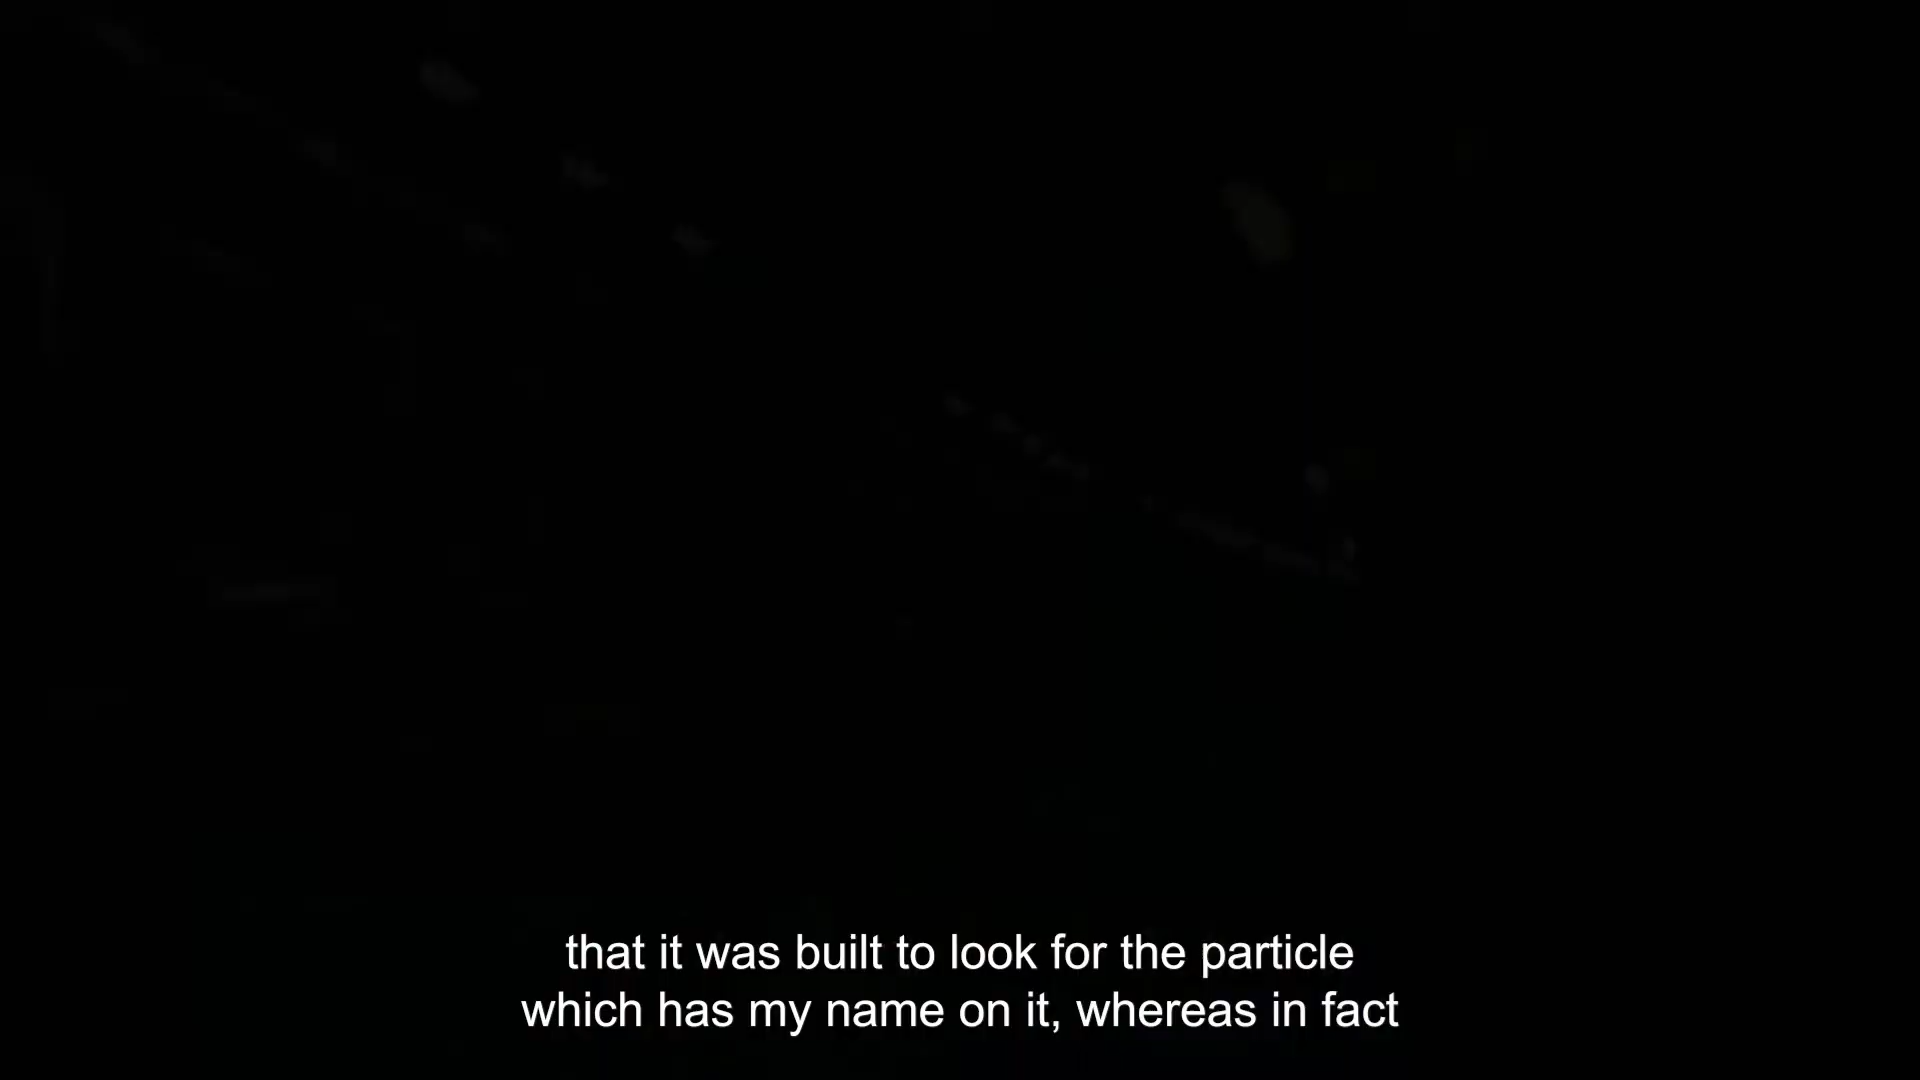 that it was built to look for the particle
which has my name on it, whereas in fact